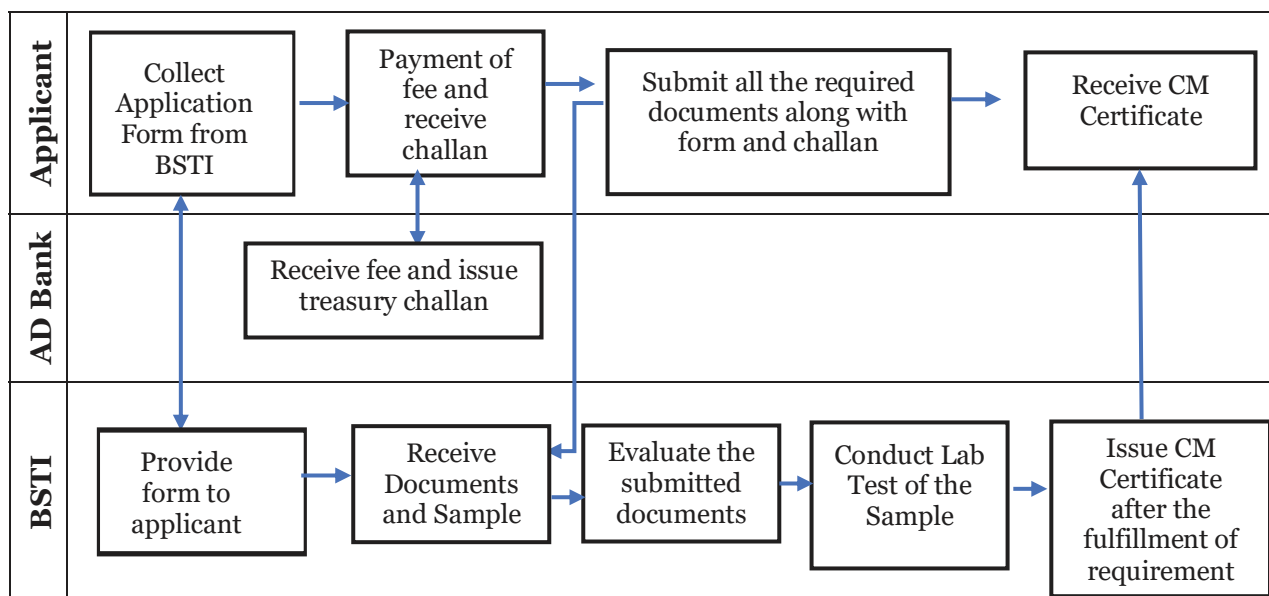 Applicant
Collect
Application
Form from
BSTI
Payment of
fee and
receive
challan
Submit all the required
documents along with
form and challan
Receive CM
Certificate
AD Bank
Receive fee and issue
treasury challan
BSTI
Provide
form to
applicant
Receive
Documents
and Sample
Evaluate the
submitted
documents
Conduct Lab
Test of the
Sample
Issue CM
Certificate
after the
fulfillment of
requirement